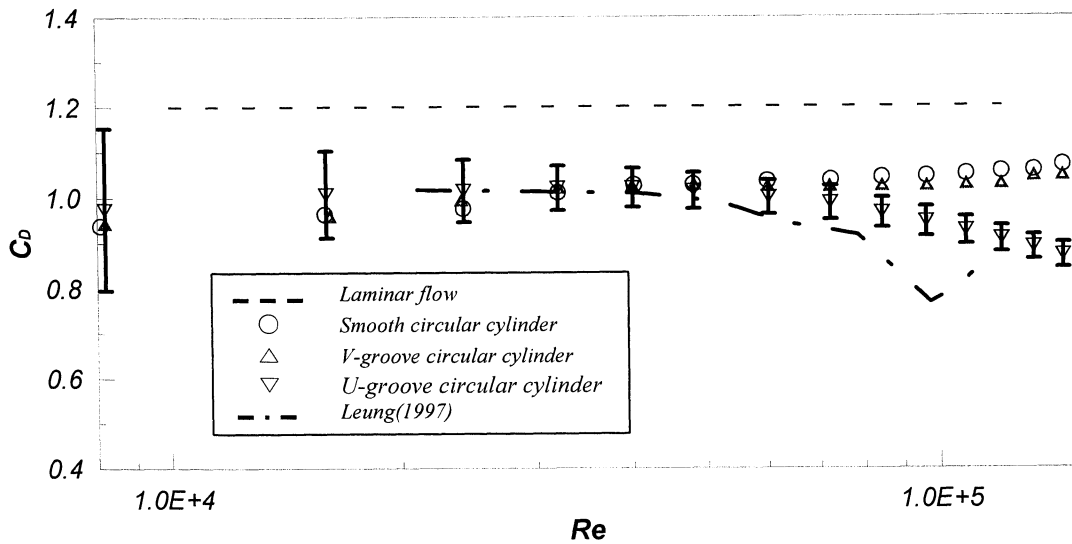 1.4
1.2
1.0
0.8
0.6
0.4
C_D
Laminar flow
Smooth circular cylinder
V-groove circular cylinder
U-groove circular cylinder
Leung(1997)
1.0E+4
1.0E+5
Re